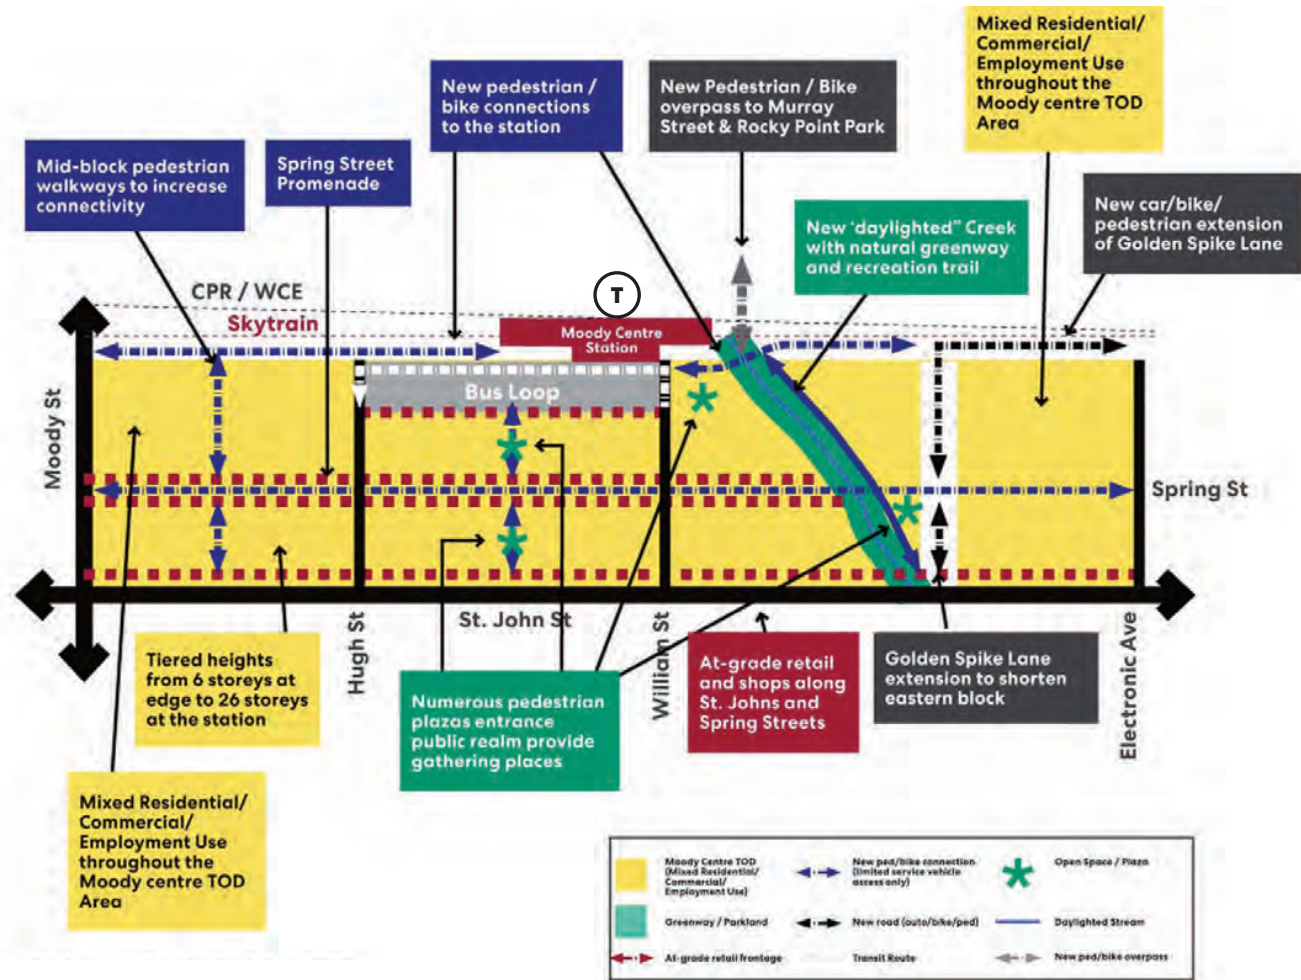 Mixed Residential/
Commercial/
Employment Use
throughout the
Moody centre TOD
Area
New pedestrian /
bike connections
to the station
New Pedestrian / Bike
overpass to Murray
Street & Rocky Point Park
Mid-block pedestrian
walkways to increase
connectivity
Spring Street
Promenade
New 'daylighted" Creek
with natural greenway
and recreation trail
New car/bike/
pedestrian extension
of Golden Spike Lane
CPR / WCE
T
Skytrain
Moody Centre
Station
Bus Loop
Moody St
Spring St
Hugh St
St. John St
William St
Electronic Ave
Tiered heights
from 6 storeys at
edge to 26 storeys
at the station
Numerous pedestrian
plazas entrance
public realm provide
gathering places
At-grade retail
and shops along
St. Johns and
Spring Streets
Golden Spike Lane
extension to shorten
eastern block
Mixed Residential/
Commercial/
Employment Use
throughout the
Moody centre TOD
Area
Moody Centre TOD
(Mixed Residential/
Commercial/
Employment Use)
New ped/bike connection
(limited service vehicle
access only)
Open Space / Plaza
Greenway / Parkland
New road (auto/bike/ped)
Daylighted Stream
At-grade retail frontage
Transit Route
New ped/bike overpass